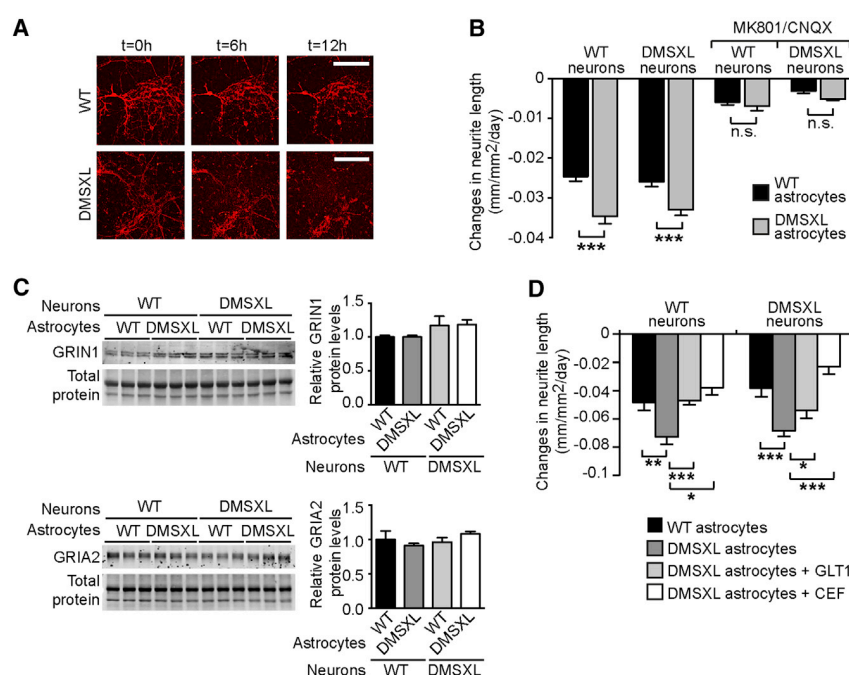 A
t=0h t=6h t=12h
WT
DMSXL
B
MK801/CNQX
WT neurons DMSXL neurons WT neurons DMSXL neurons
Changes in neurite length (mm/mm²/day)
0
-0.01
-0.02
-0.03
-0.04
*** *** n.s. n.s.
WT astrocytes
DMSXL astrocytes
C
Neurons WT DMSXL
Astrocytes WT DMSXL WT DMSXL
GRIN1
Total protein
Relative GRIN1 protein levels
1.5
1.0
0.5
0.0
WT DMSXL WT DMSXL
Astrocytes
Neurons WT DMSXL
Neurons WT DMSXL
Astrocytes WT DMSXL WT DMSXL
GRIA2
Total protein
Relative GRIA2 protein levels
1.5
1.0
0.5
0.0
WT DMSXL WT DMSXL
Astrocytes
Neurons WT DMSXL
D
WT neurons DMSXL neurons
Changes in neurite length (mm/mm²/day)
0
-0.02
-0.04
-0.06
-0.08
-0.1
** *** * *** * ***
WT astrocytes
DMSXL astrocytes
DMSXL astrocytes + GLT1
DMSXL astrocytes + CEF